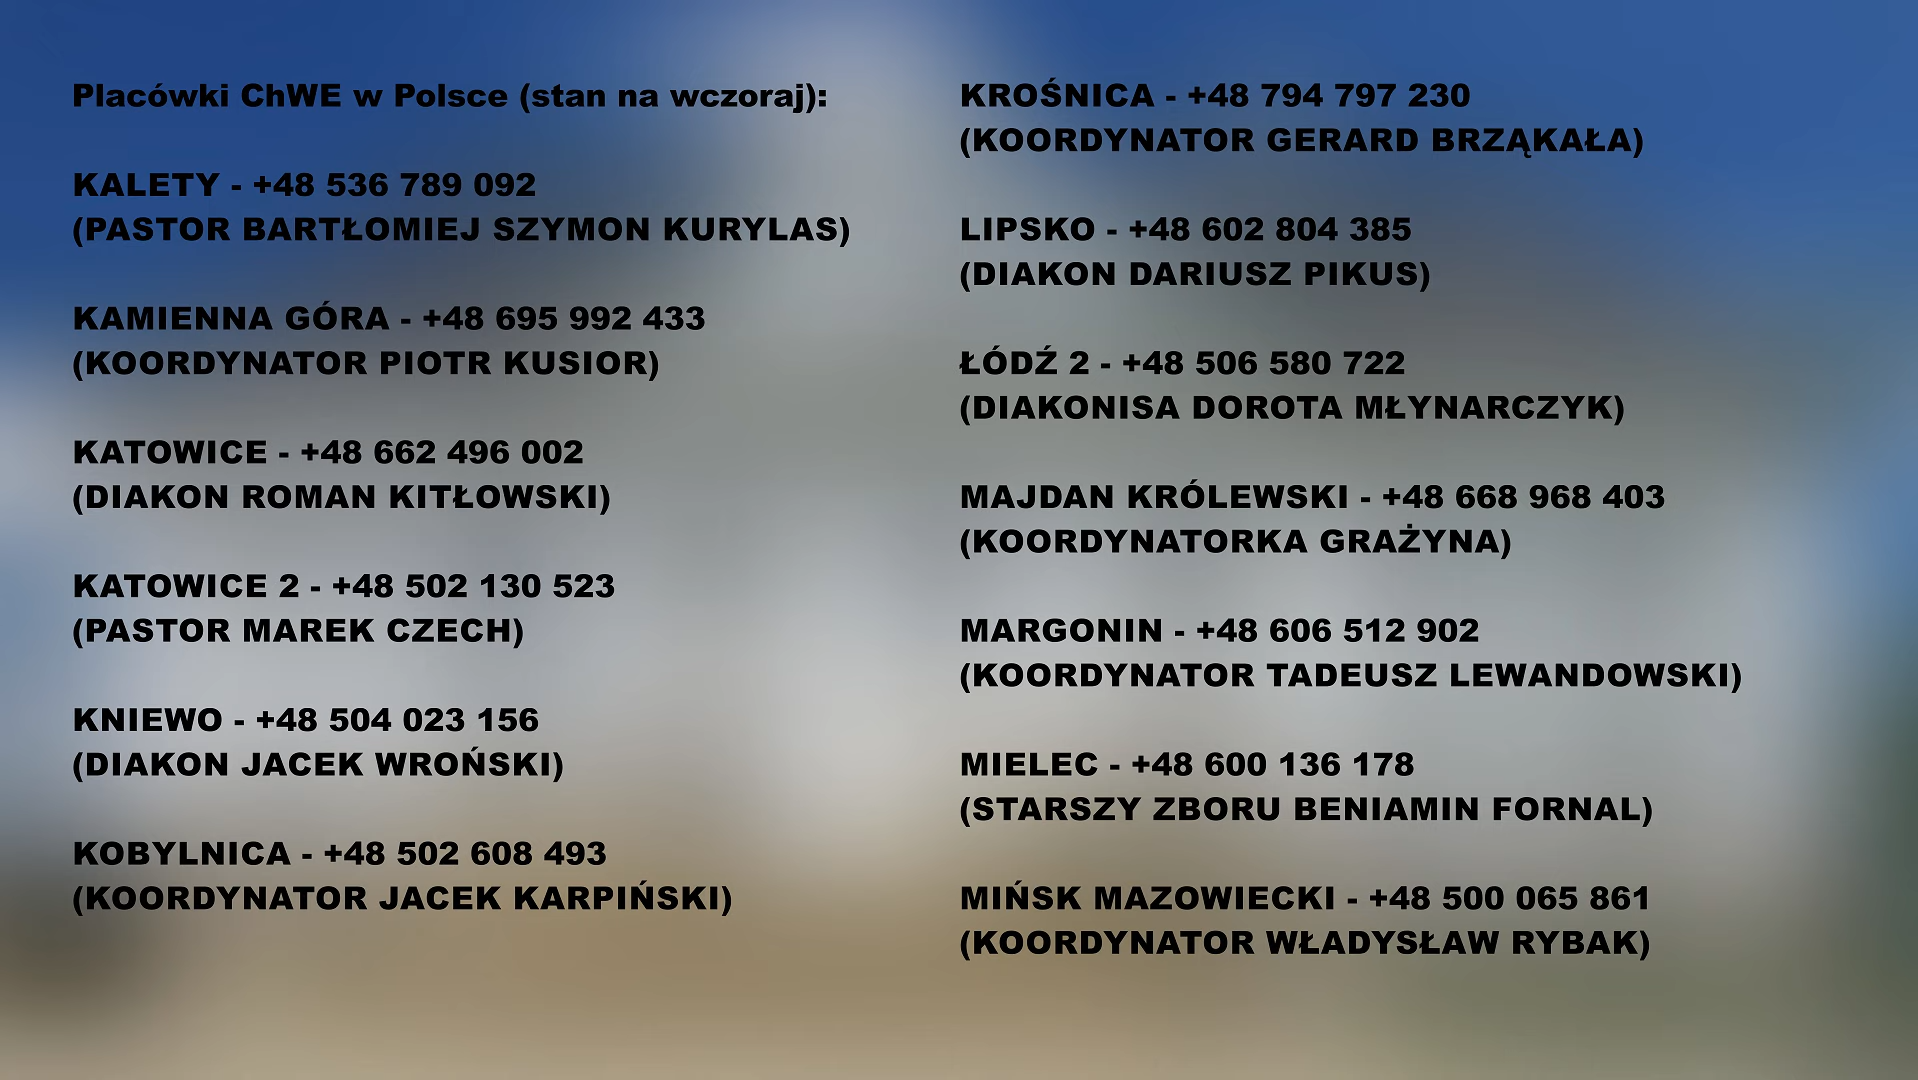 Placówki ChWE w Polsce (stan na wczoraj):
KALETY - +48 536 789 092
(PASTOR BARTŁOMIEJ SZYMON KURYLAS)
KAMIENNA GÓRA - +48 695 992 433
(KOORDYNATOR PIOTR KUSIOR)
KATOWICE - +48 662 496 002
(DIAKON ROMAN KITŁOWSKI)
KATOWICE 2 - +48 502 130 523
(PASTOR MAREK CZECH)
KNIEWO - +48 504 023 156
(DIAKON JACEK WROŃSKI)
KOBYLNICA - +48 502 608 493
(KOORDYNATOR JACEK KARPIŃSKI)
KROŚNICA - +48 794 797 230
(KOORDYNATOR GERARD BRZĄKAŁA)
LIPSKO - +48 602 804 385
(DIAKON DARIUSZ PIKUS)
ŁÓDŹ 2 - +48 506 580 722
(DIAKONISA DOROTA MŁYNARCZYK)
MAJDAN KRÓLEWSKI - +48 668 968 403
(KOORDYNATORKA GRAŻYNA)
MARGONIN - +48 606 512 902
(KOORDYNATOR TADEUSZ LEWANDOWSKI)
MIELEC - +48 600 136 178
(STARSZY ZBORU BENIAMIN FORNAL)
MIŃSK MAZOWIECKI - +48 500 065 861
(KOORDYNATOR WŁADYSŁAW RYBAK)